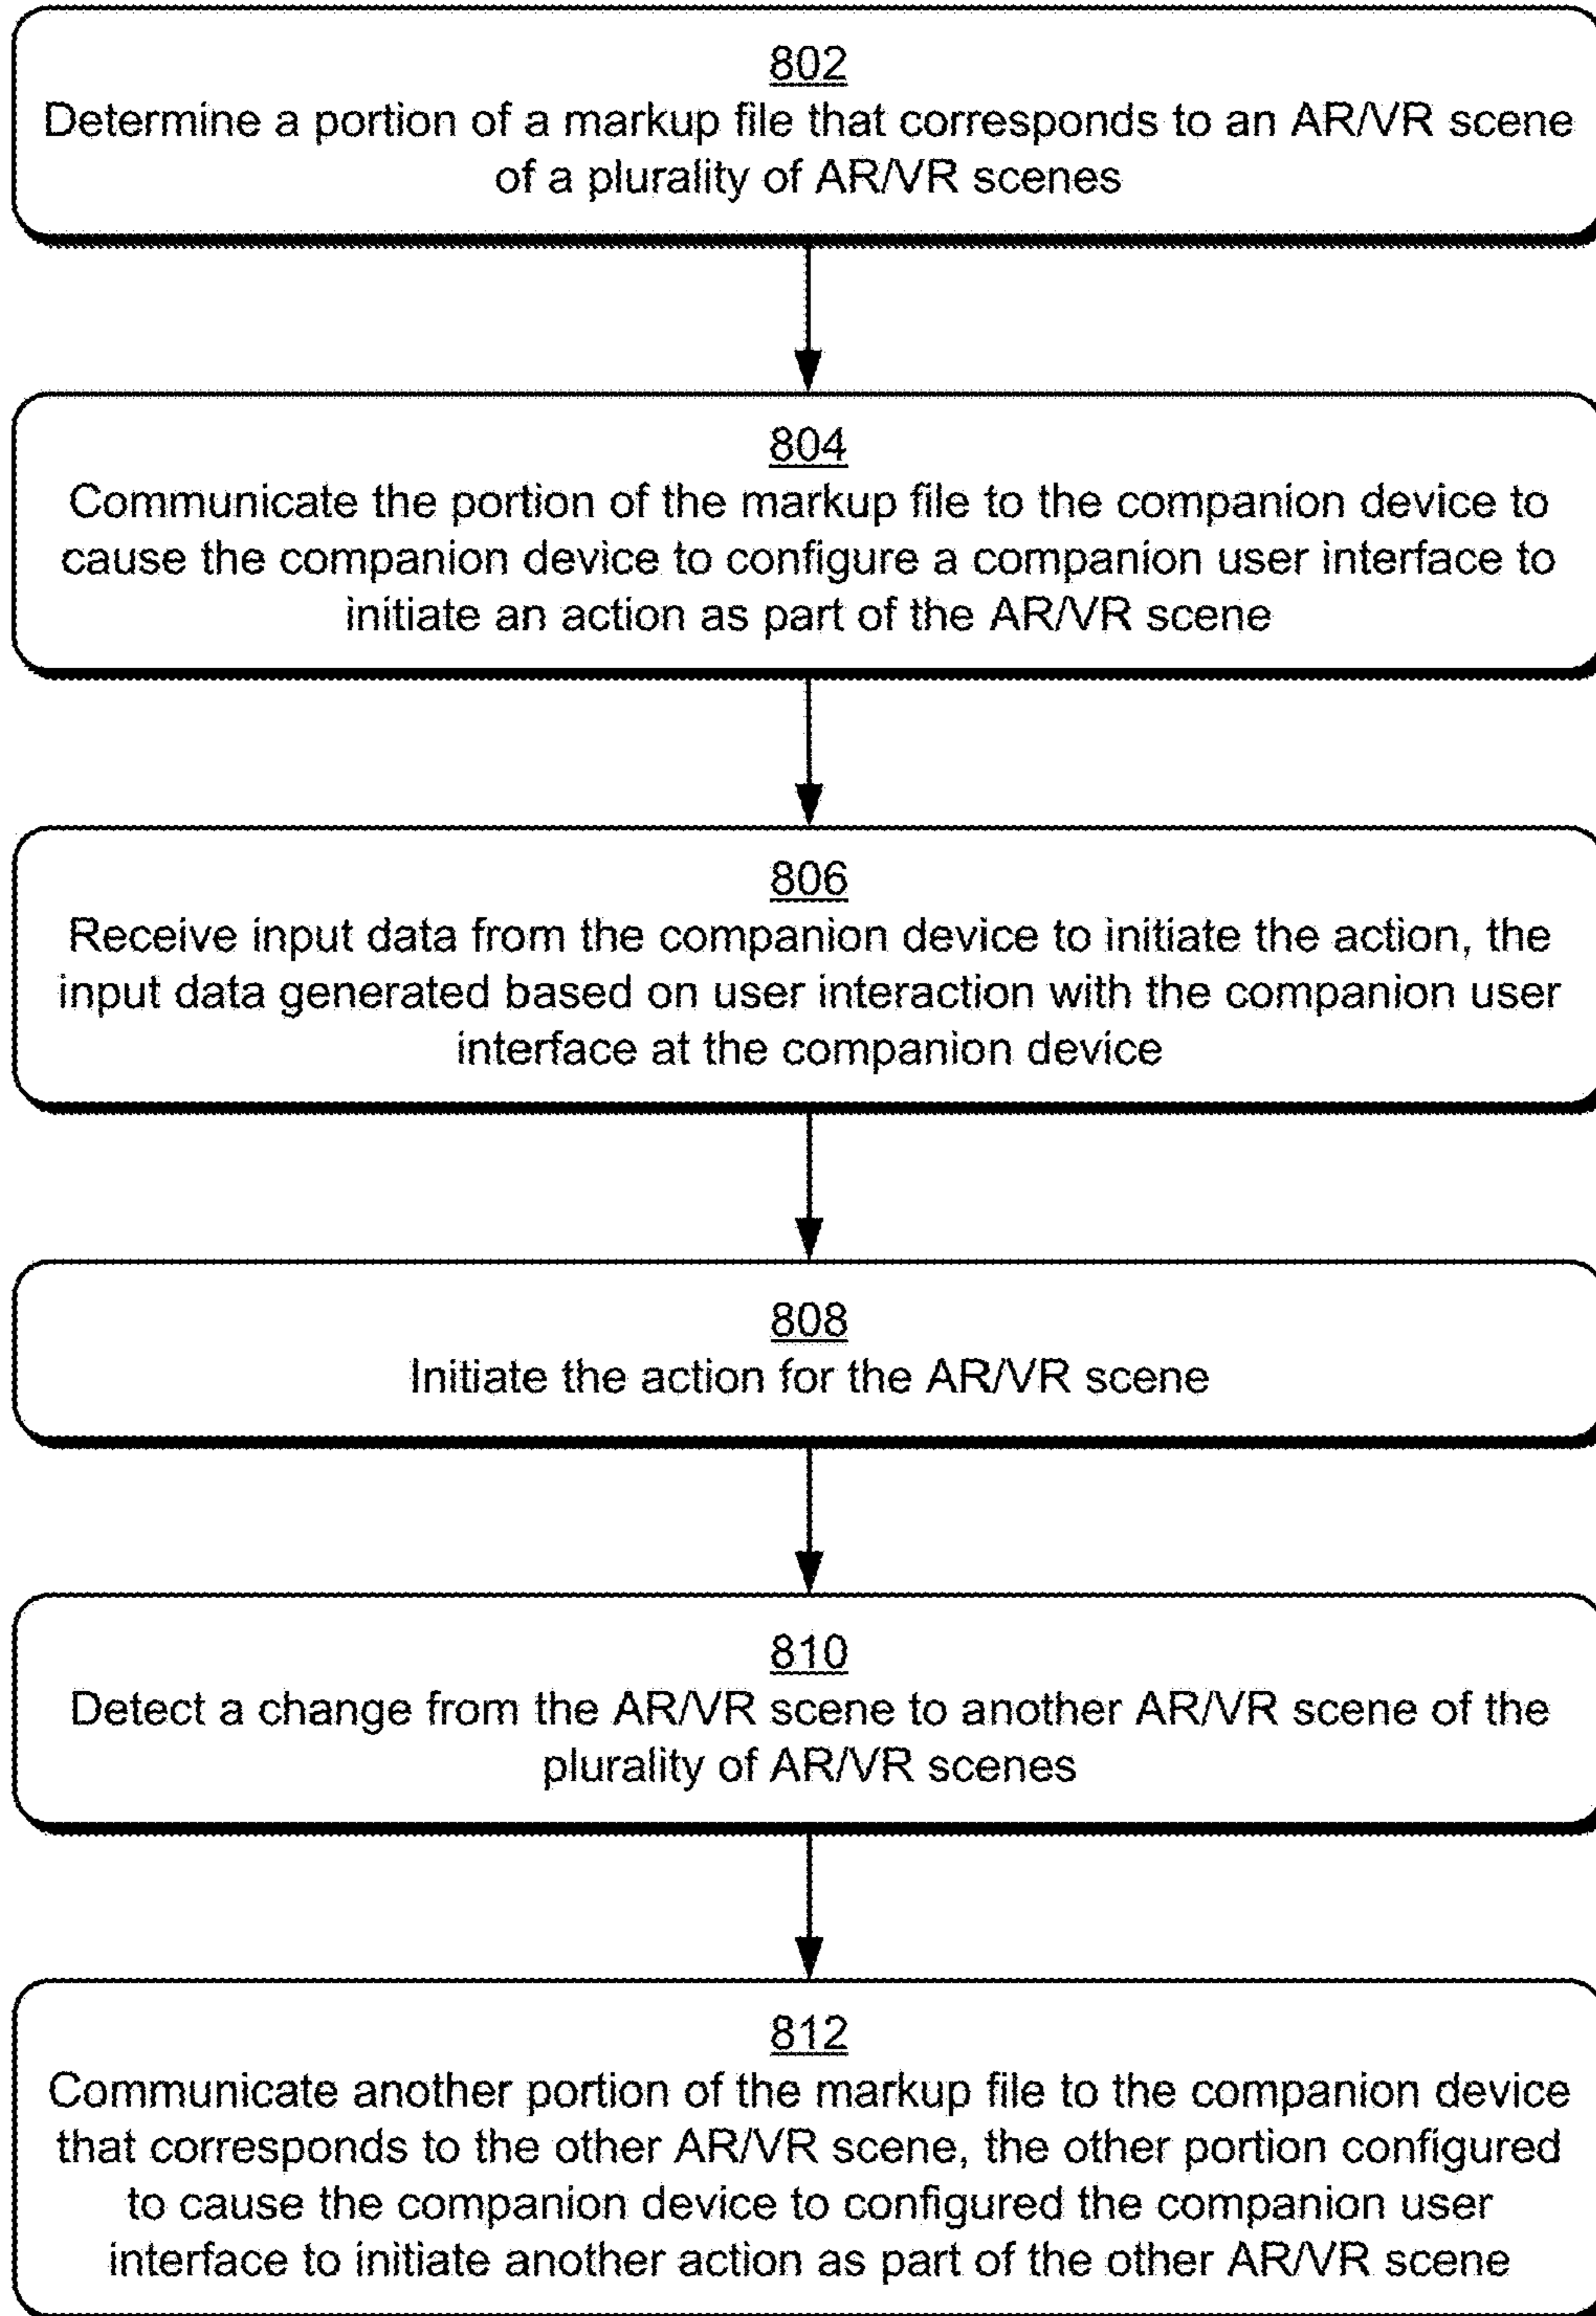 802
Determine a portion of a markup file that corresponds to an AR/VR scene
of a plurality of AR/VR scenes
804
Communicate the portion of the markup file to the companion device to
cause the companion device to configure a companion user interface to
initiate an action as part of the AR/VR scene
806
Receive input data from the companion device to initiate the action, the
input data generated based on user interaction with the companion user
interface at the companion device
808
Initiate the action for the AR/VR scene
810
Detect a change from the AR/VR scene to another AR/VR scene of the
plurality of AR/VR scenes
812
Communicate another portion of the markup file to the companion device
that corresponds to the other AR/VR scene, the other portion configured
to cause the companion device to configured the companion user
interface to initiate another action as part of the other AR/VR scene